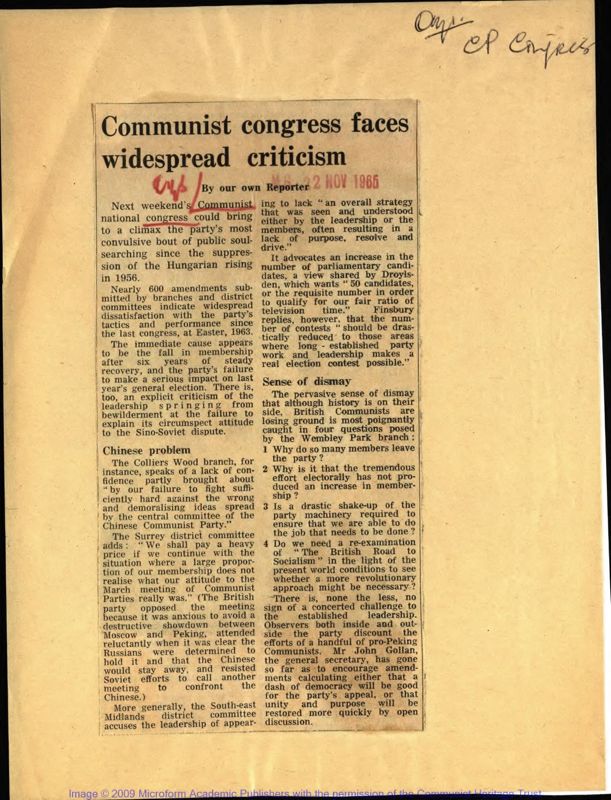 Orgs.
CP Congress
Communist congress faces
widespread criticism
Orgs
By our own Reporter
22 NOV 1965
Next weekend's Communist
national congress could bring
to a climax the party's most
convulsive bout of public soul-
searching since the suppres-
sion of the Hungarian rising
in 1956.
Nearly 600 amendments sub-
mitted by branches and district
committees indicate widespread
dissatisfaction with the party's
tactics and performance since
the last congress, at Easter, 1963.
The immediate cause appears
to be the fall in membership
after six years of steady
recovery, and the party's failure
to make a serious impact on last
year's general election. There is,
too, an explicit criticism of the
leadership springing from
bewilderment at the failure to
explain its circumspect attitude
to the Sino-Soviet dispute.
Chinese problem
The Colliers Wood branch, for
instance, speaks of a lack of con-
fidence partly brought about
"by our failure to fight suffi-
ciently hard against the wrong
and demoralising ideas spread
by the central committee of the
Chinese Communist Party."
The Surrey district committee
adds: "We shall pay a heavy
price if we continue with the
situation where a large propor-
tion of our membership does not
realise what our attitude to the
March meeting of Communist
Parties really was." (The British
party opposed the meeting
because it was anxious to avoid a
destructive showdown between
Moscow and Peking, attended
reluctantly when it was clear the
Russians were determined to
hold it and that the Chinese
would stay away, and resisted
Soviet efforts to call another
meeting to confront the
Chinese.)
More generally, the South-east
Midlands district committee
accuses the leadership of appear-
ing to lack "an overall strategy
that was seen and understood
either by the leadership or the
members, often resulting in a
lack of purpose, resolve and
drive."
It advocates an increase in the
number of parliamentary candi-
dates, a view shared by Droyls-
den, which wants "50 candidates,
or the requisite number in order
to qualify for our fair ratio of
television time." Finsbury
replies, however, that the num-
ber of contests "should be dras-
tically reduced to those areas
where long-established party
work and leadership makes a
real election contest possible."
Sense of dismay
The pervasive sense of dismay
that although history is on their
side, British Communists are
losing ground is most poignantly
caught in four questions posed
by the Wembley Park branch:
1 Why do so many members leave
the party?
2 Why is it that the tremendous
effort electorally has not pro-
duced an increase in member-
ship?
3 Is a drastic shake-up of the
party machinery required to
ensure that we are able to do
the job that needs to be done?
4 Do we need a re-examination
of "The British Road to
Socialism" in the light of the
present world conditions to see
whether a more revolutionary
approach might be necessary?
There is, none the less, no
sign of a concerted challenge to
the established leadership.
Observers both inside and out-
side the party discount the
efforts of a handful of pro-Peking
Communists. Mr John Gollan,
the general secretary, has gone
so far as to encourage amend-
ments calculating either that a
dash of democracy will be good
for the party's appeal, or that
unity and purpose will be
restored more quickly by open
discussion.
Image © 2009 Microform Academic Publishers with the permission of the Communist Heritage Trust